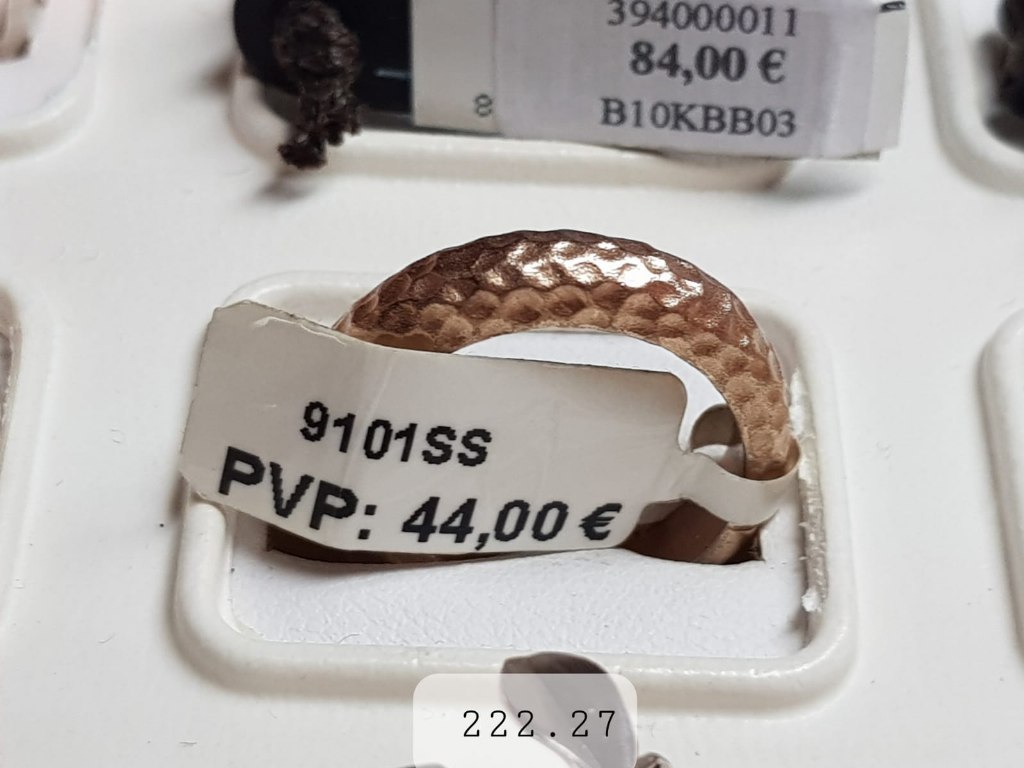 394000011
84,00 €
8
B10KBB03
9101SS
PVP: 44,00 €
222.27